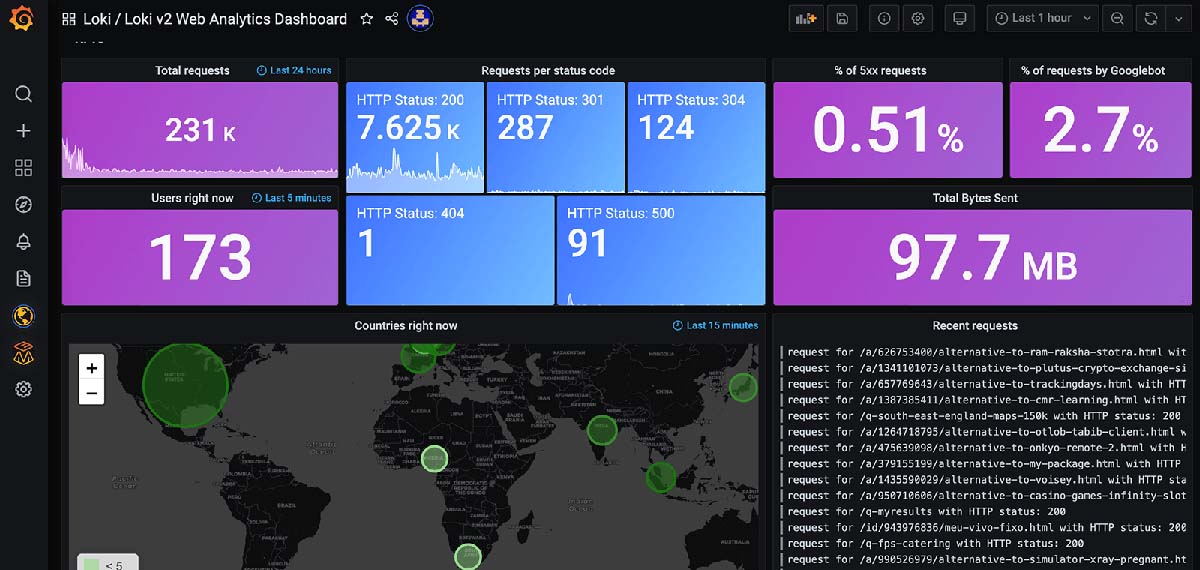 Loki / Loki v2 Web Analytics Dashboard
Last 1 hour
Total requests
Last 24 hours
231 K
Requests per status code
HTTP Status: 200
7.625 K
HTTP Status: 301
287
HTTP Status: 304
124
% of 5xx requests
0.51%
% of requests by Googlebot
2.7%
Users right now
Last 5 minutes
173
HTTP Status: 404
1
HTTP Status: 500
91
Total Bytes Sent
97.7 MB
Countries right now
Last 15 minutes
+
−
< 5
Recent requests
request for /a/626753400/alternative-to-ram-raksha-stotra.html wit
request for /a/1341101073/alternative-to-plutus-crypto-exchange-si
request for /a/657769643/alternative-to-trackingdays.html with HTT
request for /a/1387385411/alternative-to-cmr-learning.html with HT
request for /q-south-east-england-maps-150k with HTTP status: 200
request for /a/1264718795/alternative-to-otlob-tabib-client.html w
request for /a/475639098/alternative-to-onkyo-remote-2.html with H
request for /a/379155199/alternative-to-my-package.html with HTTP
request for /a/1435590029/alternative-to-voisey.html with HTTP sta
request for /a/950710606/alternative-to-casino-games-infinity-slot
request for /q-myresults with HTTP status: 200
request for /id/943976836/meu-vivo-fixo.html with HTTP status: 200
request for /q-fps-catering with HTTP status: 200
request for /a/990526979/alternative-to-simulator-xray-pregnant.ht